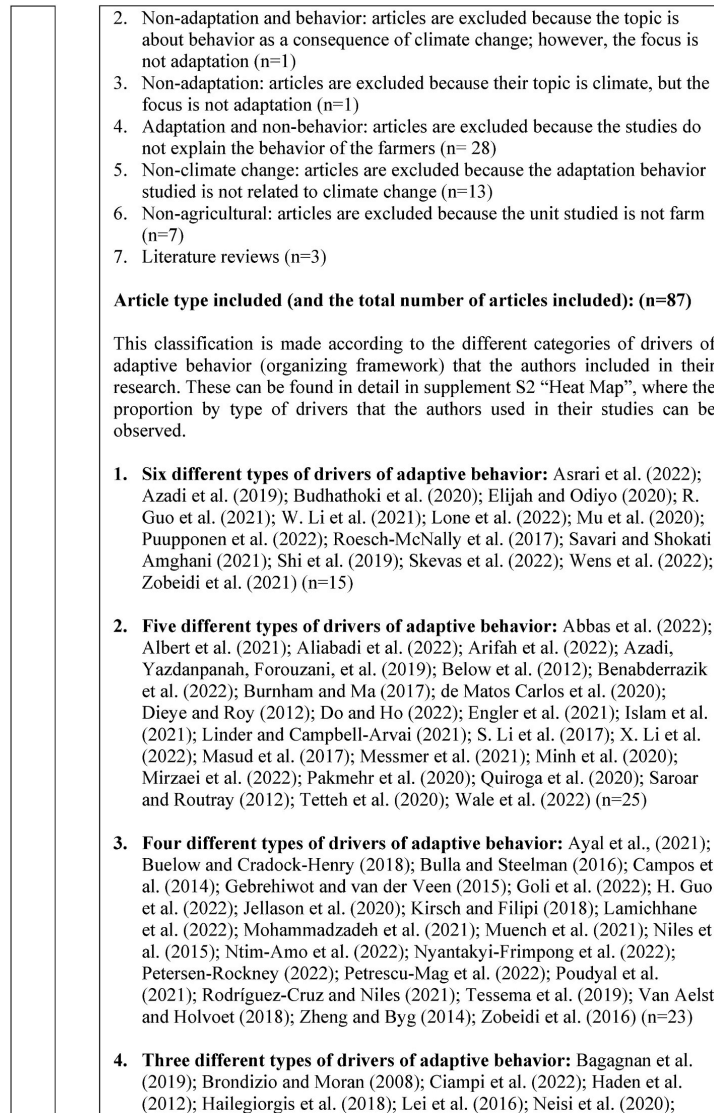 2. Non-adaptation and behavior: articles are excluded because the topic is
about behavior as a consequence of climate change; however, the focus is
not adaptation (n=1)
3. Non-adaptation: articles are excluded because their topic is climate, but the
focus is not adaptation (n=1)
4. Adaptation and non-behavior: articles are excluded because the studies do
not explain the behavior of the farmers (n= 28)
5. Non-climate change: articles are excluded because the adaptation behavior
studied is not related to climate change (n=13)
6. Non-agricultural: articles are excluded because the unit studied is not farm
(n=7)
7. Literature reviews (n=3)
Article type included (and the total number of articles included): (n=87)
This classification is made according to the different categories of drivers of
adaptive behavior (organizing framework) that the authors included in their
research. These can be found in detail in supplement S2 “Heat Map”, where the
proportion by type of drivers that the authors used in their studies can be
observed.
1. Six different types of drivers of adaptive behavior: Asrari et al. (2022);
Azadi et al. (2019); Budhathoki et al. (2020); Elijah and Odiyo (2020); R.
Guo et al. (2021); W. Li et al. (2021); Lone et al. (2022); Mu et al. (2020);
Puupponen et al. (2022); Roesch-McNally et al. (2017); Savari and Shokati
Amghani (2021); Shi et al. (2019); Skevas et al. (2022); Wens et al. (2022);
Zobeidi et al. (2021) (n=15)
2. Five different types of drivers of adaptive behavior: Abbas et al. (2022);
Albert et al. (2021); Aliabadi et al. (2022); Arifah et al. (2022); Azadi,
Yazdanpanah, Forouzani, et al. (2019); Below et al. (2012); Benabderrazik
et al. (2022); Burnham and Ma (2017); de Matos Carlos et al. (2020);
Dieye and Roy (2012); Do and Ho (2022); Engler et al. (2021); Islam et al.
(2021); Linder and Campbell-Arvai (2021); S. Li et al. (2017); X. Li et al.
(2022); Masud et al. (2017); Messmer et al. (2021); Minh et al. (2020);
Mirzaei et al. (2022); Pakmehr et al. (2020); Quiroga et al. (2020); Saroar
and Routray (2012); Tetteh et al. (2020); Wale et al. (2022) (n=25)
3. Four different types of drivers of adaptive behavior: Ayal et al., (2021);
Buelow and Cradock-Henry (2018); Bulla and Steelman (2016); Campos et
al. (2014); Gebrehiwot and van der Veen (2015); Goli et al. (2022); H. Guo
et al. (2022); Jellason et al. (2020); Kirsch and Filipi (2018); Lamichhane
et al. (2022); Mohammadzadeh et al. (2021); Muench et al. (2021); Niles et
al. (2015); Ntim-Amo et al. (2022); Nyantakyi-Frimpong et al. (2022);
Petersen-Rockney (2022); Petrescu-Mag et al. (2022); Poudyal et al.
(2021); Rodríguez-Cruz and Niles (2021); Tessema et al. (2019); Van Aelst
and Holvoet (2018); Zheng and Byg (2014); Zobeidi et al. (2016) (n=23)
4. Three different types of drivers of adaptive behavior: Bagagnan et al.
(2019); Brondizio and Moran (2008); Ciampi et al. (2022); Haden et al.
(2012); Hailegiorgis et al. (2018); Lei et al. (2016); Neisi et al. (2020);